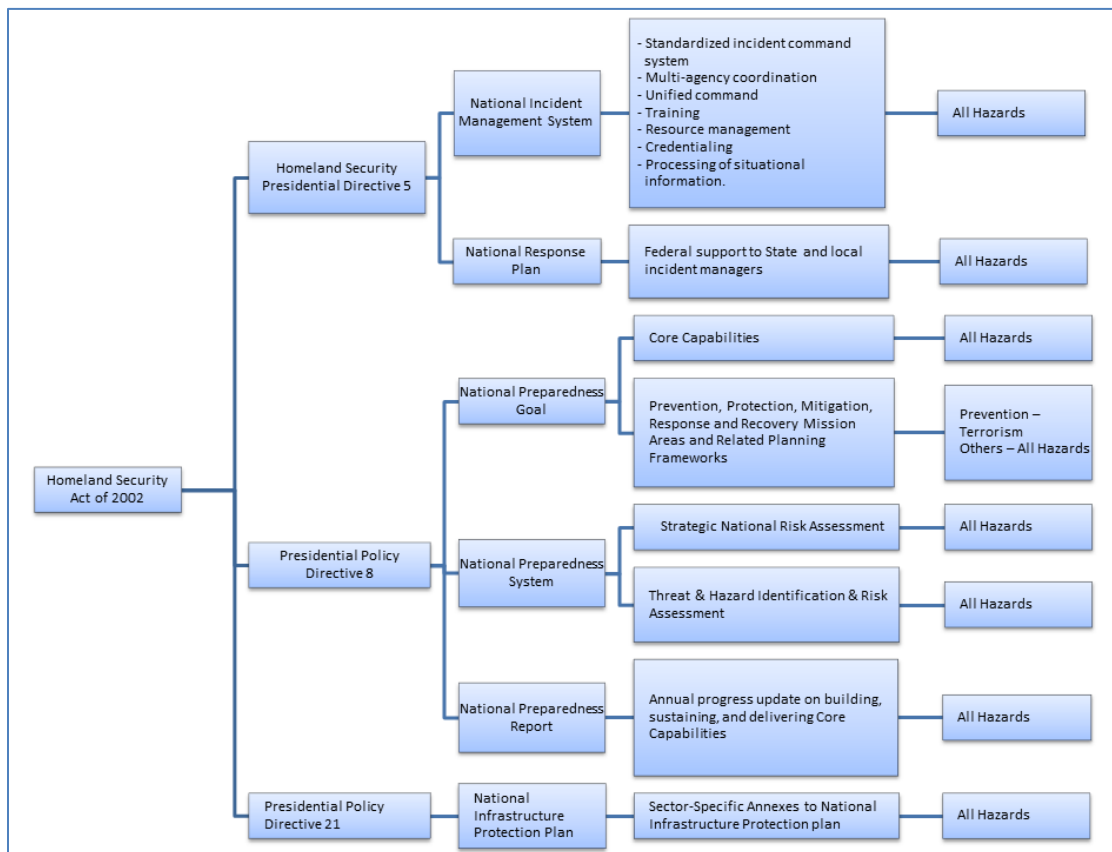 Homeland Security
Act of 2002
Homeland Security
Presidential Directive 5
National Incident
Management System
- Standardized incident command
system
- Multi-agency coordination
- Unified command
- Training
- Resource management
- Credentialing
- Processing of situational
information.
All Hazards
National Response
Plan
Federal support to State and local
incident managers
All Hazards
Presidential Policy
Directive 8
National Preparedness
Goal
Core Capabilities
All Hazards
Prevention, Protection, Mitigation,
Response and Recovery Mission
Areas and Related Planning
Frameworks
Prevention –
Terrorism
Others – All Hazards
National Preparedness
System
Strategic National Risk Assessment
All Hazards
Threat & Hazard Identification & Risk
Assessment
All Hazards
National Preparedness
Report
Annual progress update on building,
sustaining, and delivering Core
Capabilities
All Hazards
Presidential Policy
Directive 21
National
Infrastructure
Protection Plan
Sector-Specific Annexes to National
Infrastructure Protection plan
All Hazards